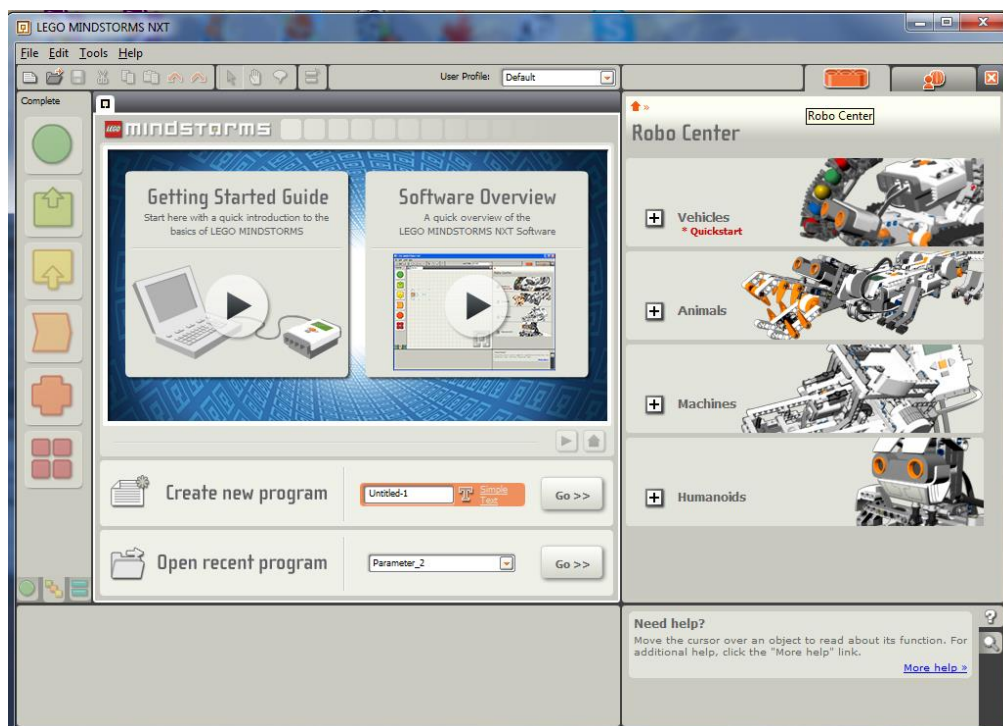 LEGO MINDSTORMS NXT
File Edit Tools Help
User Profile: Default
Complete
Robo Center
LEGO mindstorms
»
Robo Center
Getting Started Guide
Start here with a quick introduction to the
basics of LEGO MINDSTORMS
Software Overview
A quick overview of the
LEGO MINDSTORMS NXT Software
Vehicles
* Quickstart
Animals
Machines
Humanoids
Create new program
Untitled-1
T Simple
Text
Go >>
Open recent program
Parameter_2
Go >>
Need help?
Move the cursor over an object to read about its function. For
additional help, click the "More help" link.
More help »
?